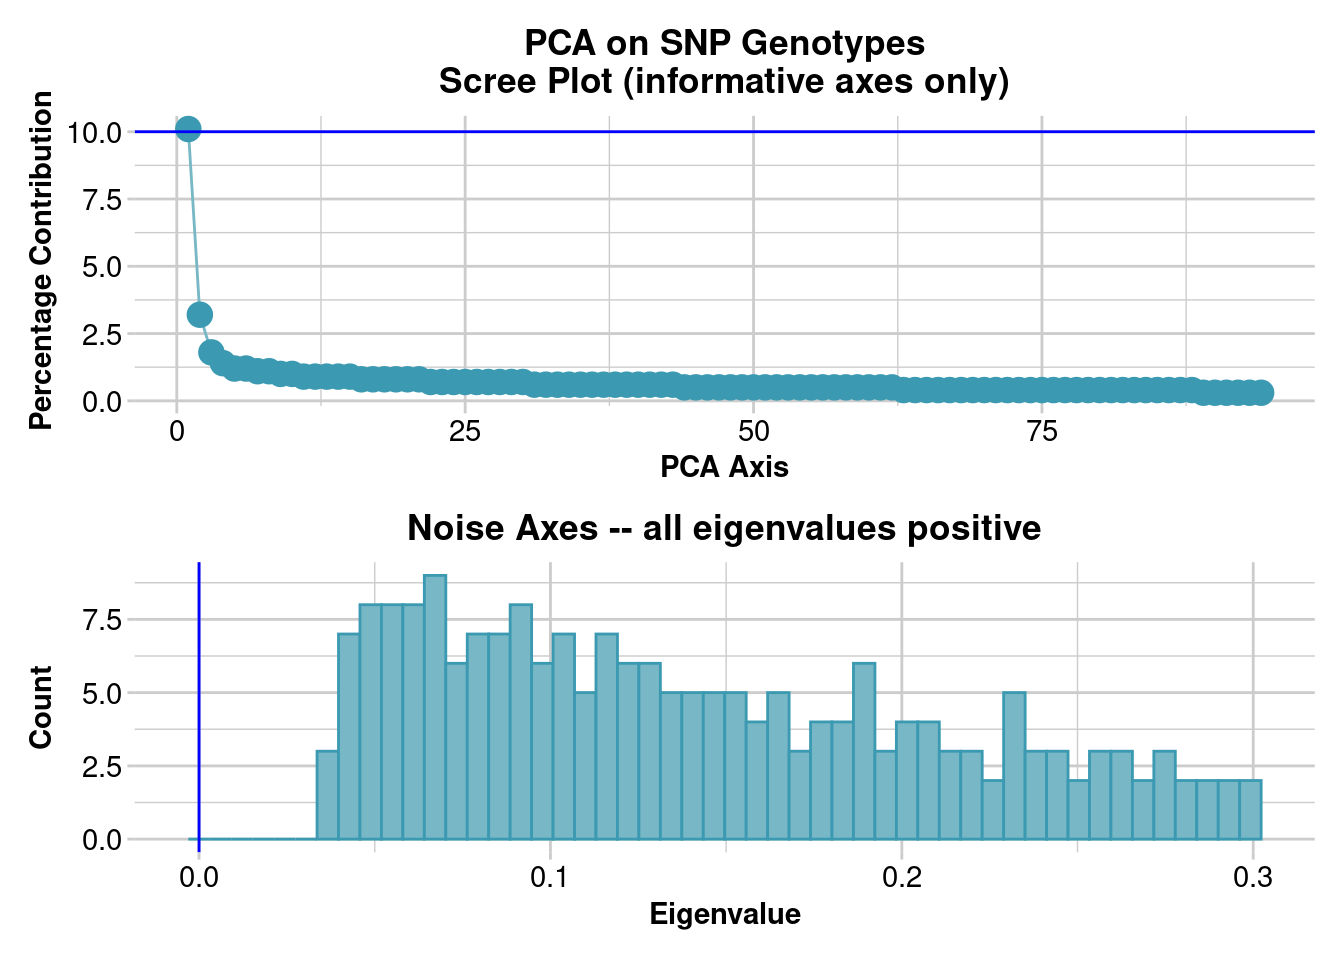 PCA on SNP Genotypes
Scree Plot (informative axes only)
Percentage Contribution
10.0
7.5
5.0
2.5
0.0
0 25 50 75
PCA Axis
Noise Axes -- all eigenvalues positive
Count
7.5
5.0
2.5
0.0
0.0 0.1 0.2 0.3
Eigenvalue